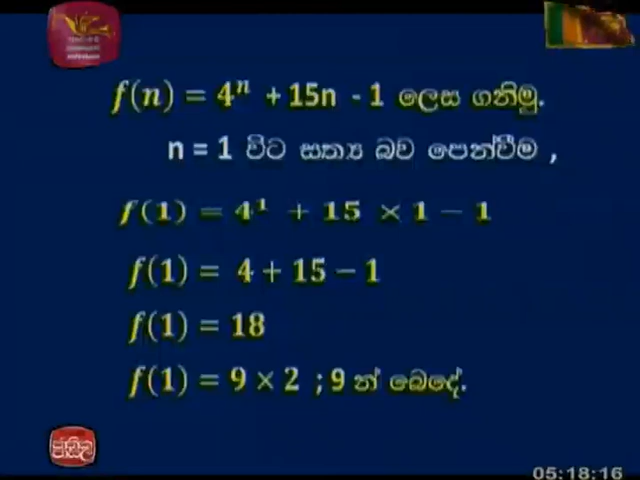 f(n) = 4ⁿ + 15n - 1 ලෙස ගනිමු.
n = 1 විට සත්‍ය බව පෙන්වීම ,
f(1) = 4¹ + 15 × 1 − 1
f(1) = 4 + 15 − 1
f(1) = 18
f(1) = 9 × 2 ; 9 න් බෙදේ.
05:18:16